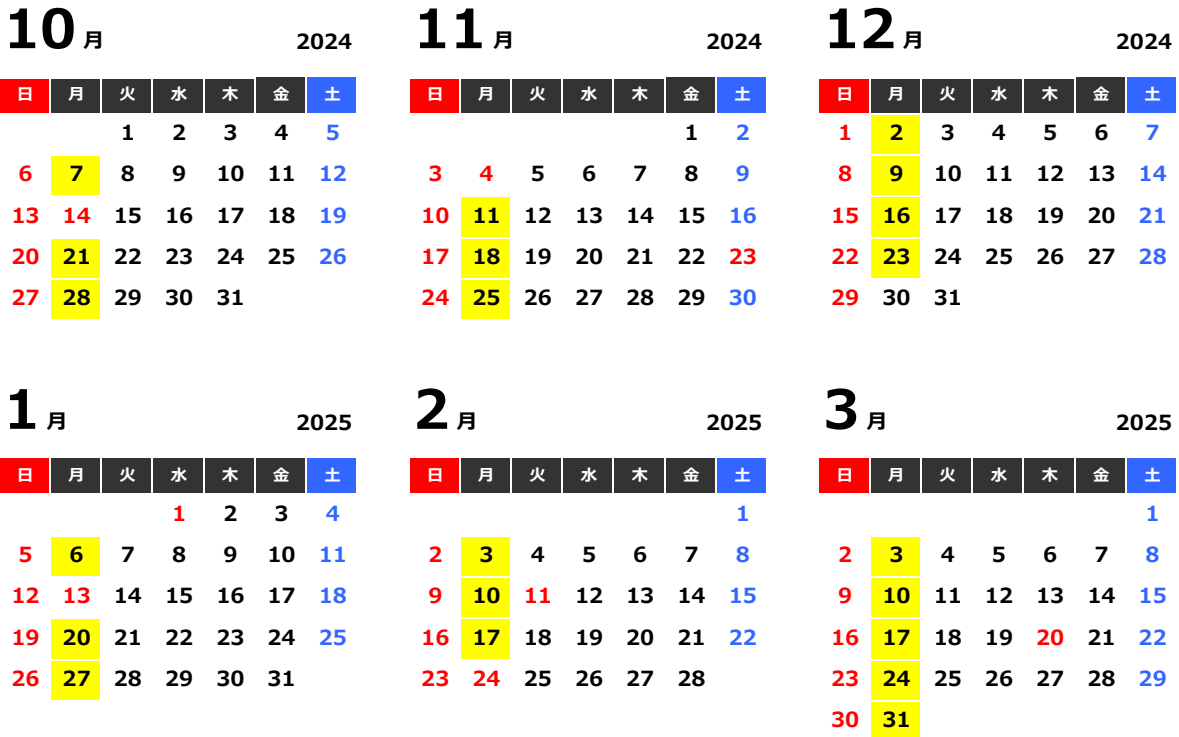 10月 2024
日 月 火 水 木 金 土
1 2 3 4 5
6 7 8 9 10 11 12
13 14 15 16 17 18 19
20 21 22 23 24 25 26
27 28 29 30 31
11月 2024
日 月 火 水 木 金 土
1 2
3 4 5 6 7 8 9
10 11 12 13 14 15 16
17 18 19 20 21 22 23
24 25 26 27 28 29 30
12月 2024
日 月 火 水 木 金 土
1 2 3 4 5 6 7
8 9 10 11 12 13 14
15 16 17 18 19 20 21
22 23 24 25 26 27 28
29 30 31
1月 2025
日 月 火 水 木 金 土
1 2 3 4
5 6 7 8 9 10 11
12 13 14 15 16 17 18
19 20 21 22 23 24 25
26 27 28 29 30 31
2月 2025
日 月 火 水 木 金 土
1
2 3 4 5 6 7 8
9 10 11 12 13 14 15
16 17 18 19 20 21 22
23 24 25 26 27 28
3月 2025
日 月 火 水 木 金 土
1
2 3 4 5 6 7 8
9 10 11 12 13 14 15
16 17 18 19 20 21 22
23 24 25 26 27 28 29
30 31